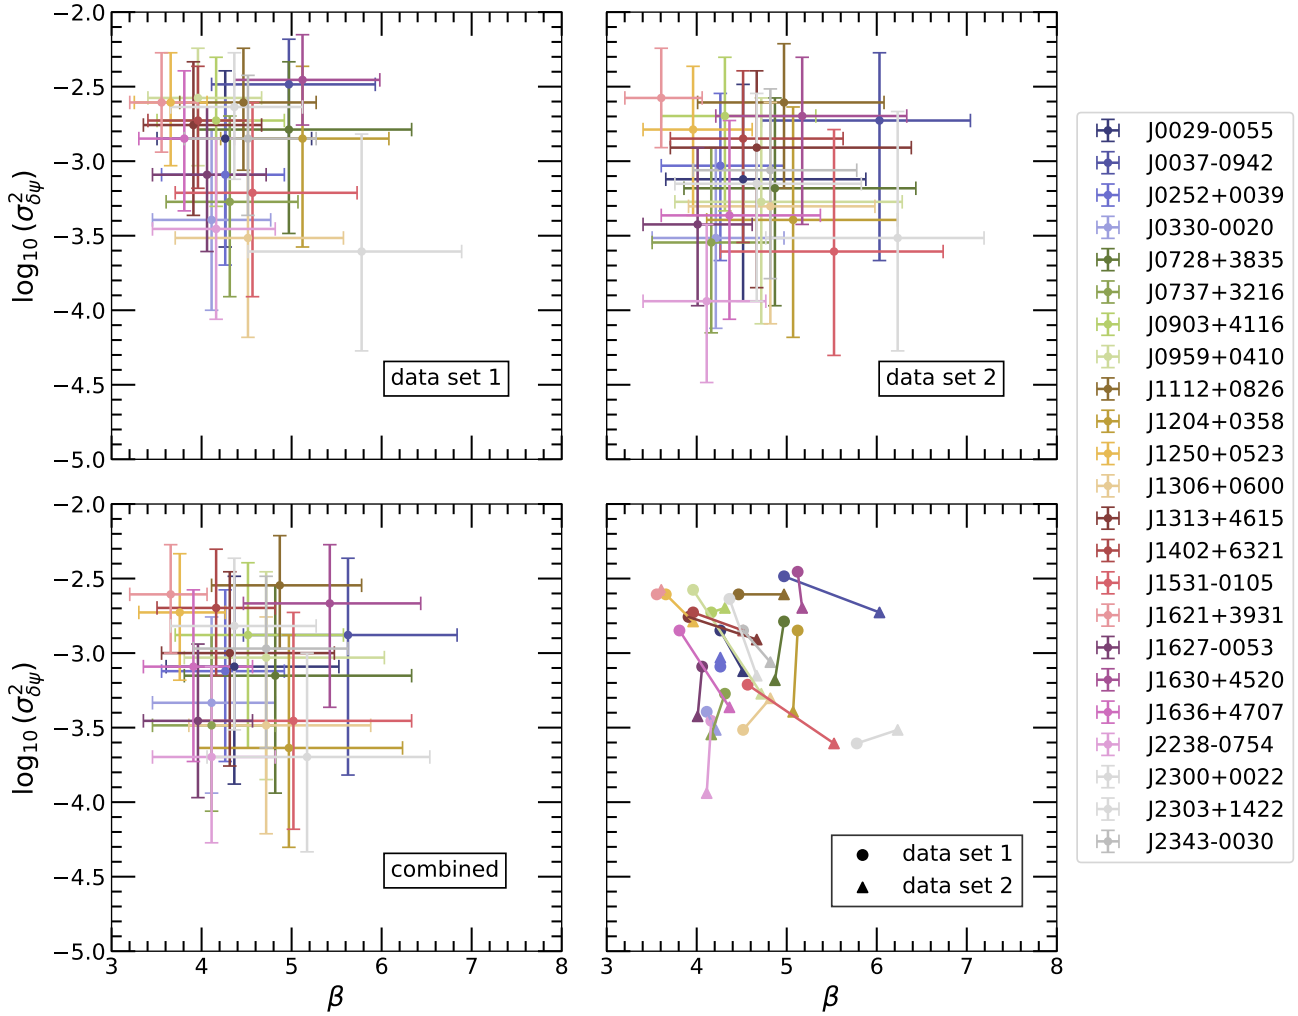 −2.0
−2.5
−3.0
−3.5
−4.0
−4.5
−5.0
log₁₀(σ²_δψ)
data set 1
data set 2
J0029-0055
J0037-0942
J0252+0039
J0330-0020
J0728+3835
J0737+3216
J0903+4116
J0959+0410
J1112+0826
J1204+0358
J1250+0523
J1306+0600
J1313+4615
J1402+6321
J1531-0105
J1621+3931
J1627-0053
J1630+4520
J1636+4707
J2238-0754
J2300+0022
J2303+1422
J2343-0030
−2.0
−2.5
−3.0
−3.5
−4.0
−4.5
−5.0
log₁₀(σ²_δψ)
combined
data set 1
data set 2
3 4 5 6 7 8
β
4 5 6 7 8
β